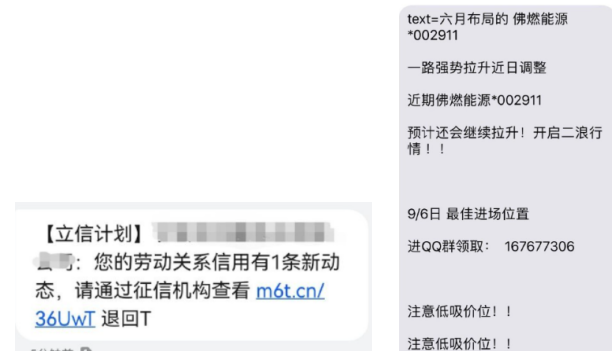 【立信计划】
您的劳动关系信用有1条新动
态，请通过征信机构查看 m6t.cn/
36UwT 退回T
text=六月布局的 佛燃能源
*002911
一路强势拉升近日调整
近期佛燃能源*002911
预计还会继续拉升！开启二浪行
情！！
9/6日 最佳进场位置
进QQ群领取： 167677306
注意低吸价位！！
注意低吸价位！！